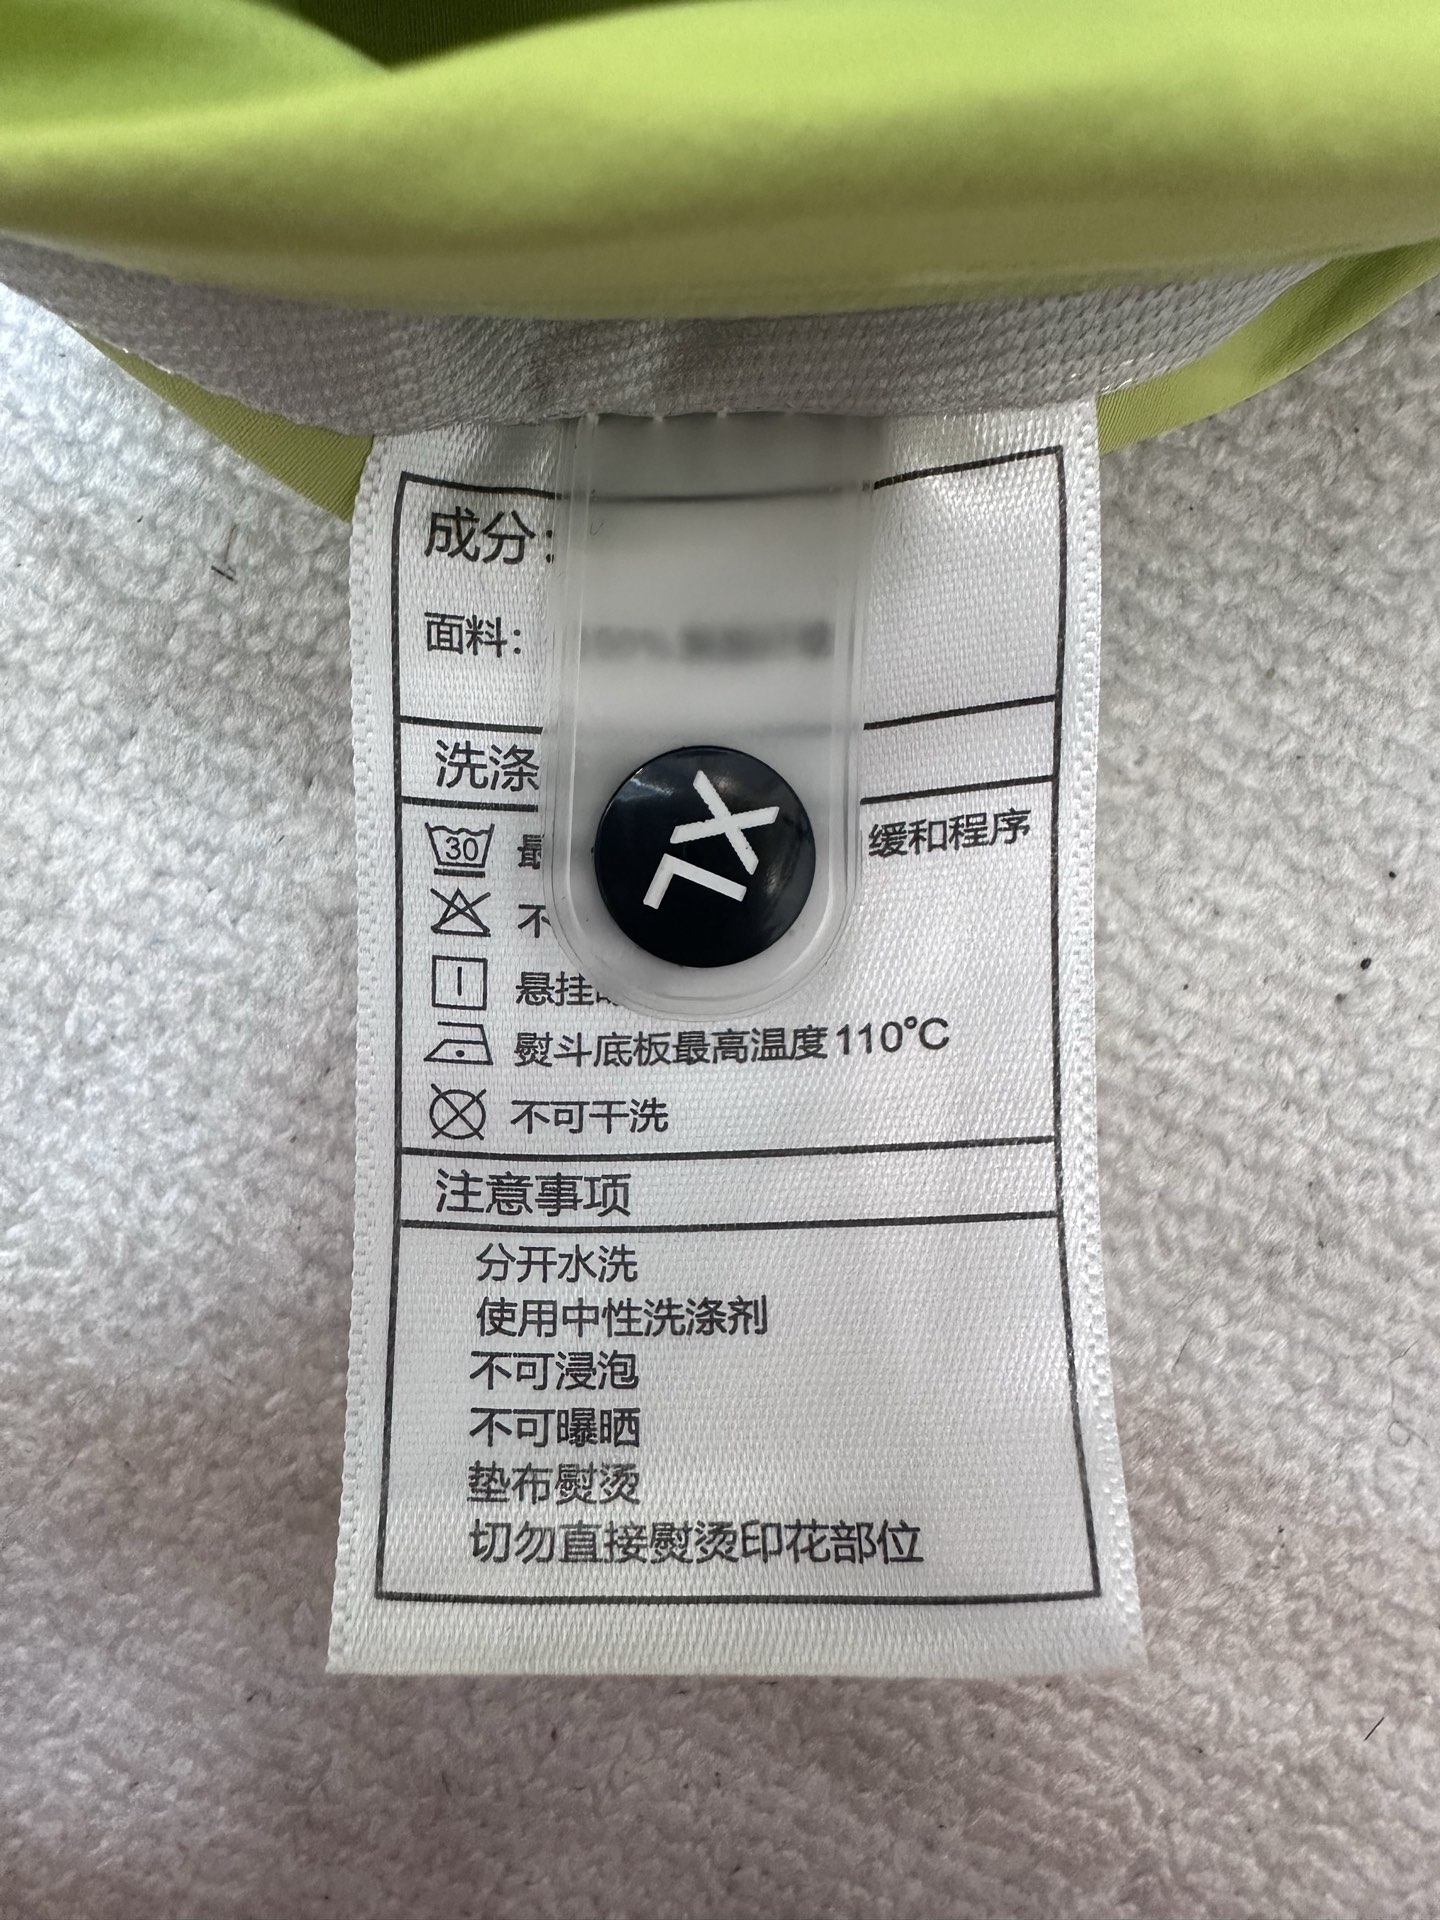 成分：
面料：
洗涤
30 最
缓和程序
XL
不
悬挂
熨斗底板最高温度110℃
不可干洗
注意事项
分开水洗
使用中性洗涤剂
不可浸泡
不可曝晒
垫布熨烫
切勿直接熨烫印花部位